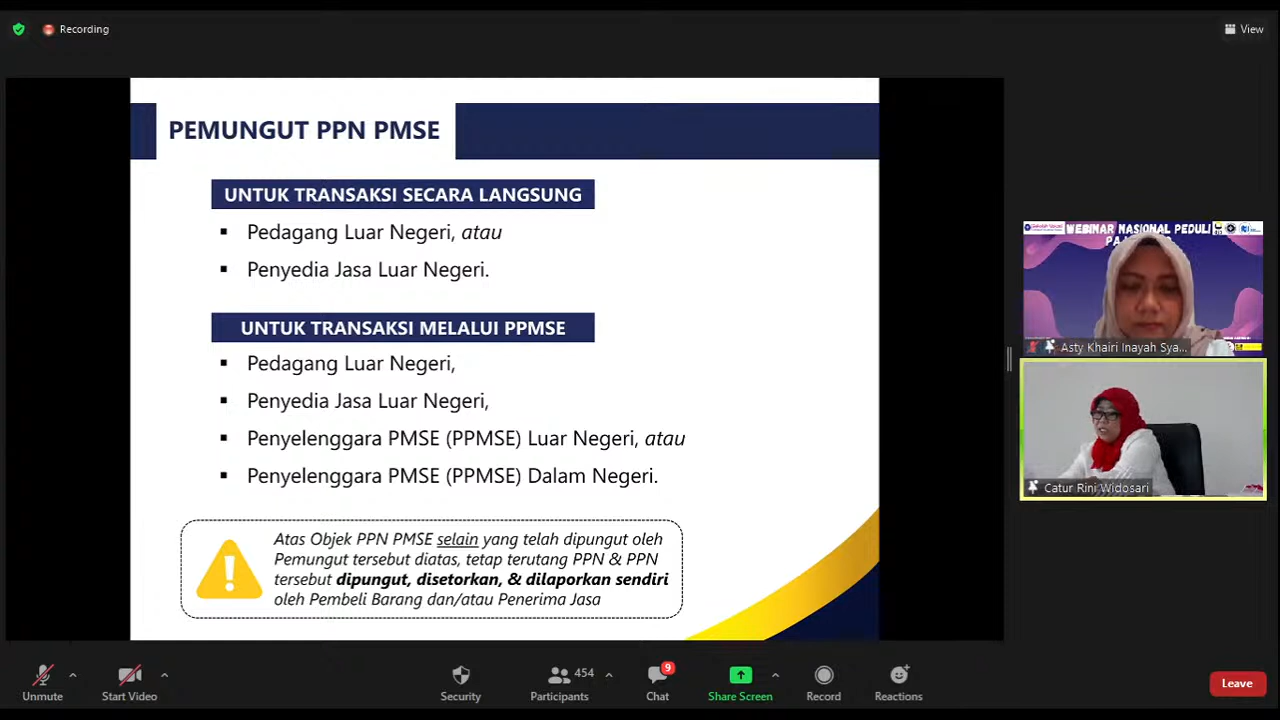 Recording
View
PEMUNGUT PPN PMSE
UNTUK TRANSAKSI SECARA LANGSUNG
▪ Pedagang Luar Negeri, atau
▪ Penyedia Jasa Luar Negeri.
UNTUK TRANSAKSI MELALUI PPMSE
▪ Pedagang Luar Negeri,
▪ Penyedia Jasa Luar Negeri,
▪ Penyelenggara PMSE (PPMSE) Luar Negeri, atau
▪ Penyelenggara PMSE (PPMSE) Dalam Negeri.
Atas Objek PPN PMSE selain yang telah dipungut oleh
Pemungut tersebut diatas, tetap terutang PPN & PPN
tersebut dipungut, disetorkan, & dilaporkan sendiri
oleh Pembeli Barang dan/atau Penerima Jasa
WEBINAR NASIONAL PEDULI
Asty Khairi Inayah Sya...
Catur Rini Widosari
Unmute
Start Video
Security
454
Participants
9
Chat
Share Screen
Record
Reactions
Leave